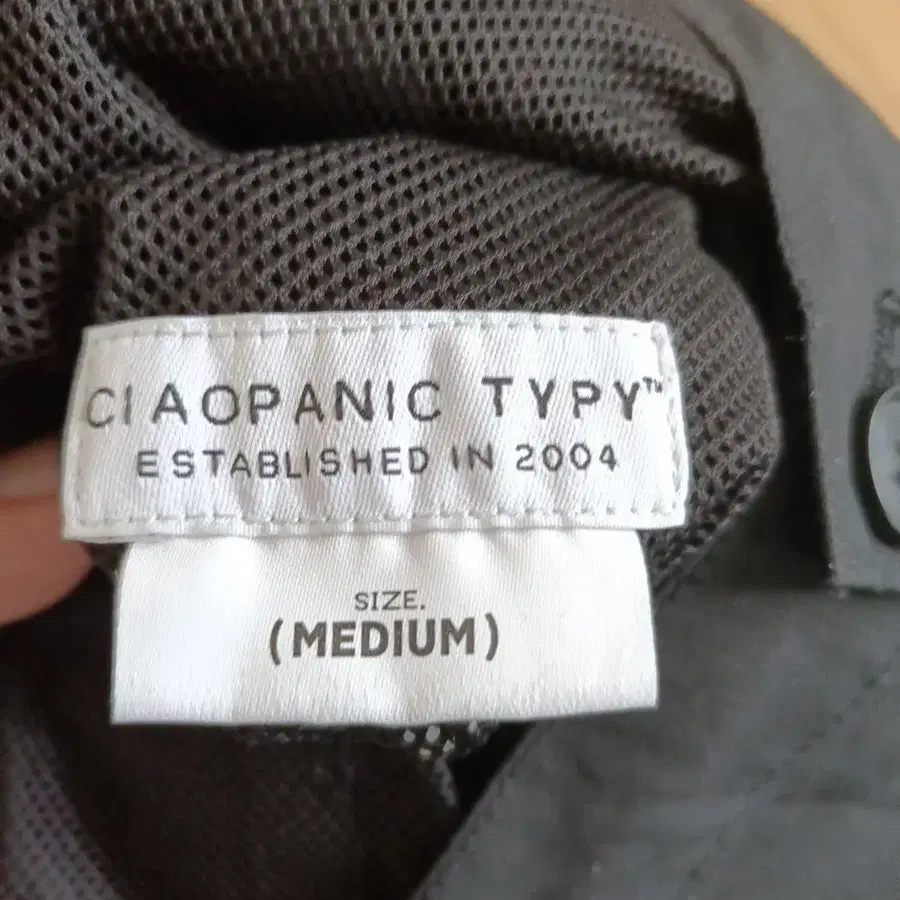 CIAOPANIC TYPY™
ESTABLISHED IN 2004
SIZE.
(MEDIUM)